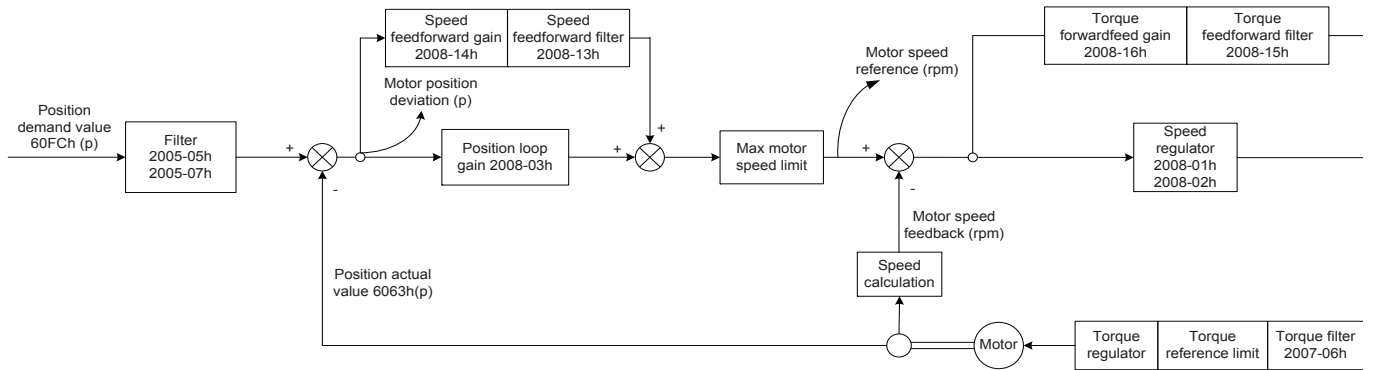 Speed
feedforward gain
2008-14h
Speed
feedforward filter
2008-13h
Torque
forwardfeed gain
2008-16h
Torque
feedforward filter
2008-15h
Motor position
deviation (p)
Motor speed
reference (rpm)
Position
demand value
60FCh (p)
Filter
2005-05h
2005-07h
+
-
Position loop
gain 2008-03h
+
+
Max motor
speed limit
+
-
Speed
regulator
2008-01h
2008-02h
Motor speed
feedback (rpm)
Position actual
value 6063h(p)
Speed
calculation
Motor
Torque
regulator
Torque
reference limit
Torque filter
2007-06h